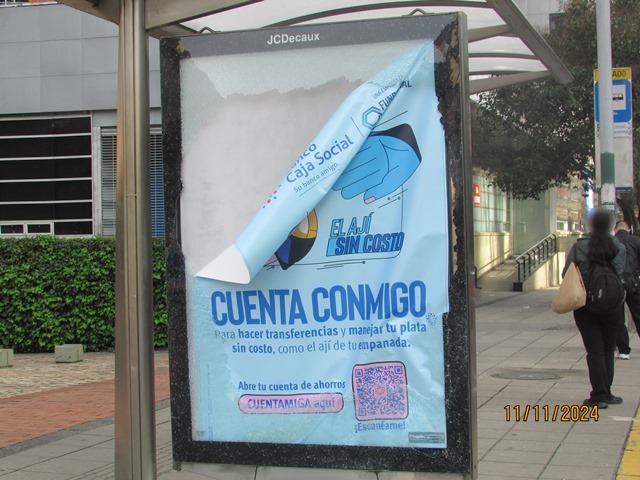 JCDecaux
FUNDACIÓN
SOCIAL
Banco
Caja Social
Su banco amigo.
EL AJÍ
SIN COSTO
CUENTA CONMIGO
Para hacer transferencias y manejar tu plata
sin costo, como el ají de tu empanada.
Abre tu cuenta de ahorros
CUENTAMIGA aquí
¡Escanéame!
11/11/2024